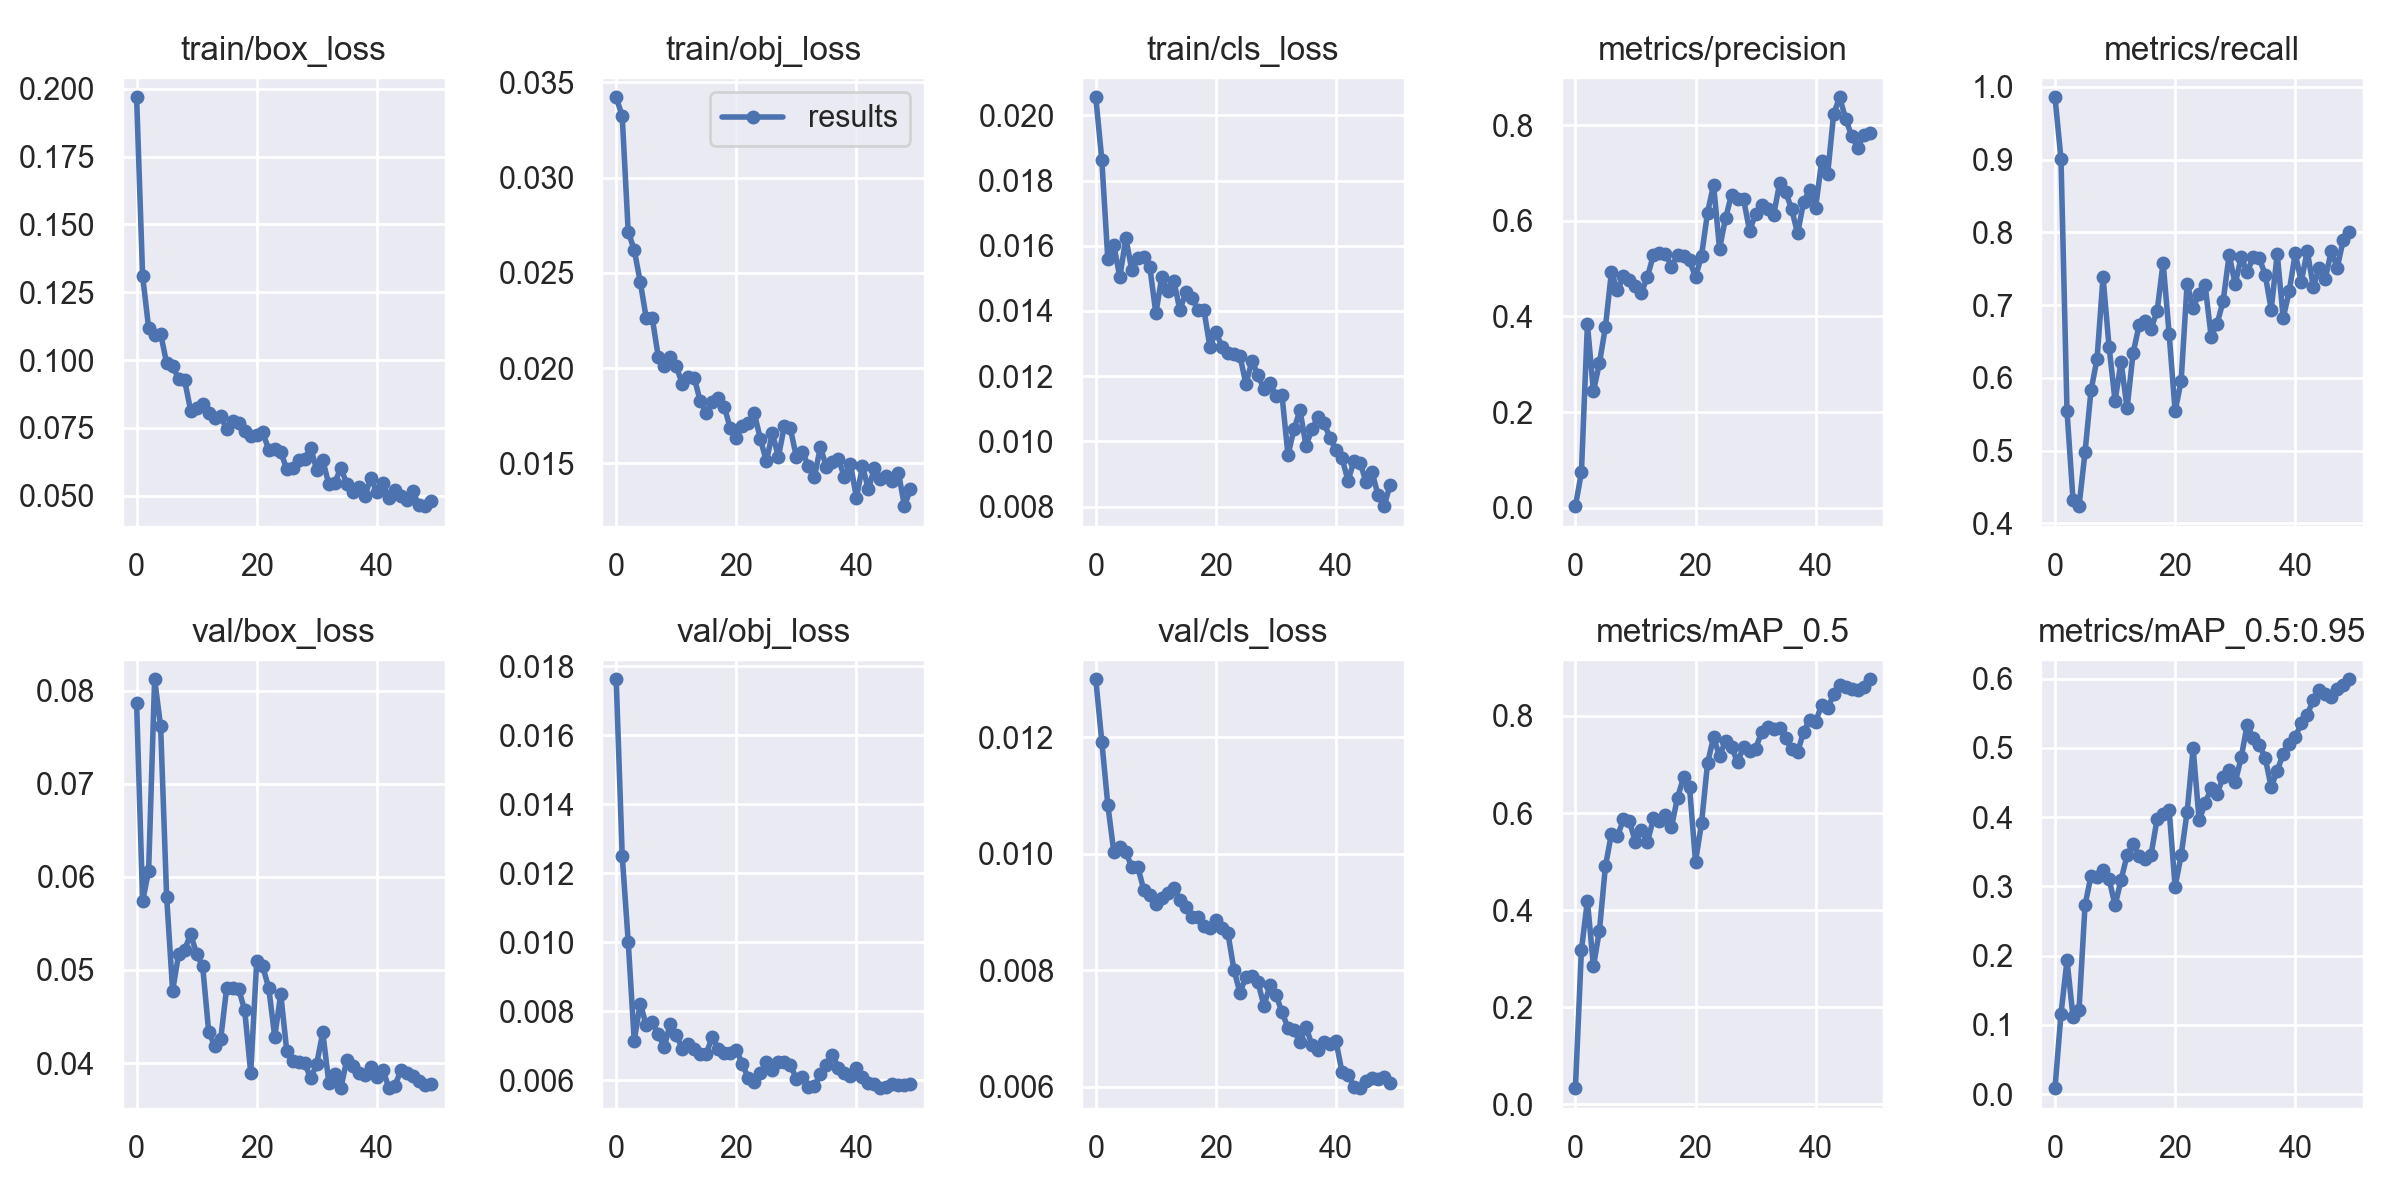 train/box_loss
0.200
0.175
0.150
0.125
0.100
0.075
0.050
0 20 40
train/obj_loss
results
0.035
0.030
0.025
0.020
0.015
0 20 40
train/cls_loss
0.020
0.018
0.016
0.014
0.012
0.010
0.008
0 20 40
metrics/precision
0.8
0.6
0.4
0.2
0.0
0 20 40
metrics/recall
1.0
0.9
0.8
0.7
0.6
0.5
0.4
0 20 40
val/box_loss
0.08
0.07
0.06
0.05
0.04
0 20 40
val/obj_loss
0.018
0.016
0.014
0.012
0.010
0.008
0.006
0 20 40
val/cls_loss
0.012
0.010
0.008
0.006
0 20 40
metrics/mAP_0.5
0.8
0.6
0.4
0.2
0.0
0 20 40
metrics/mAP_0.5:0.95
0.6
0.5
0.4
0.3
0.2
0.1
0.0
0 20 40